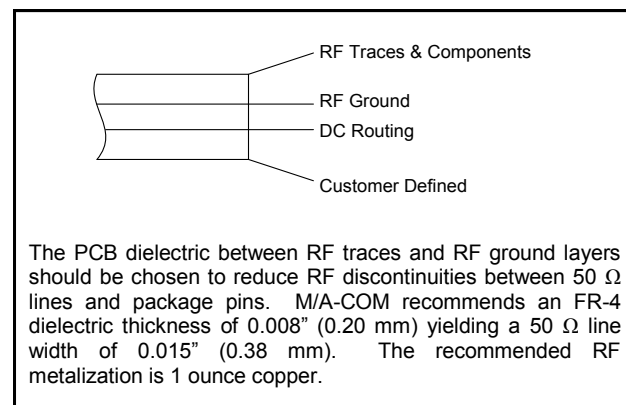 RF Traces & Components
RF Ground
DC Routing
Customer Defined
The PCB dielectric between RF traces and RF ground layers
should be chosen to reduce RF discontinuities between 50 Ω
lines and package pins. M/A-COM recommends an FR-4
dielectric thickness of 0.008” (0.20 mm) yielding a 50 Ω line
width of 0.015” (0.38 mm). The recommended RF
metalization is 1 ounce copper.